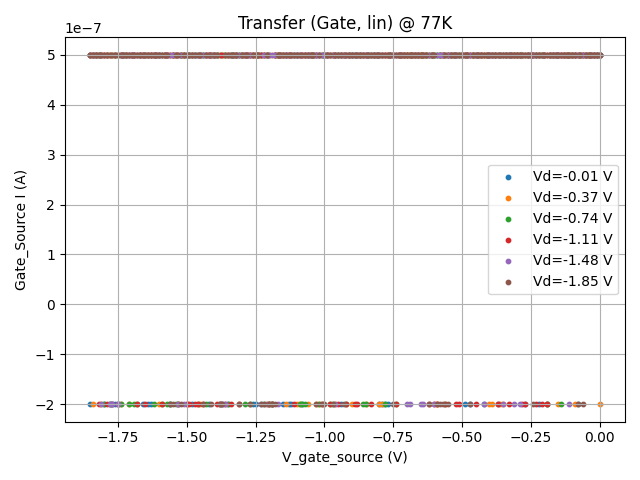 Transfer (Gate, lin) @ 77K
1e−7
5
4
3
2
1
0
−1
−2
Gate_Source I (A)
Vd=-0.01 V
Vd=-0.37 V
Vd=-0.74 V
Vd=-1.11 V
Vd=-1.48 V
Vd=-1.85 V
−1.75 −1.50 −1.25 −1.00 −0.75 −0.50 −0.25 0.00
V_gate_source (V)